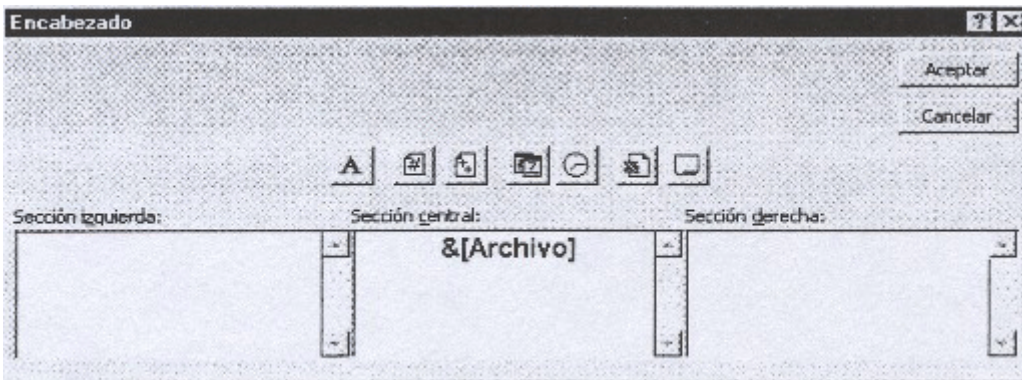 Encabezado
Aceptar
Cancelar
A
Sección izquierda:
Sección central:
Sección derecha:
&[Archivo]